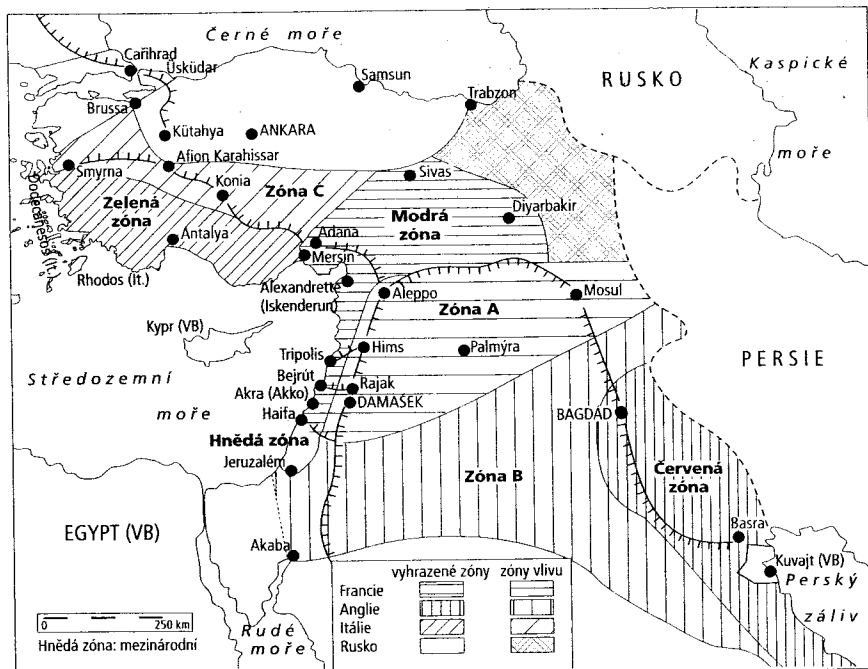 Černé moře
Cařihrad
Üsküdar
Samsun
Trabzon
RUSKO
Kaspické
moře
Brussa
Kütahya
ANKARA
Afion Karahissar
Smyrna
Konia
Zóna C
Sivas
Zelená
zóna
Modrá
zóna
Diyarbakir
Dodecanesos (It.)
Antalya
Adana
Mersin
Rhodos (It.)
Alexandrette
(Iskenderun)
Aleppo
Mosul
Zóna A
Kypr (VB)
Tripolis
Hims
Palmýra
PERSIE
Středozemní
moře
Bejrút
Rajak
Akra (Akko)
DAMAŠEK
Haifa
BAGDÁD
Hnědá zóna
Jeruzalém
Zóna B
Červená
zóna
EGYPT (VB)
Basra
Akaba
Kuvajt (VB)
Perský
záliv
vyhrazené zóny
zóny vlivu
Francie
Anglie
Itálie
Rusko
0
250 km
Hnědá zóna: mezinárodní
Rudé
moře